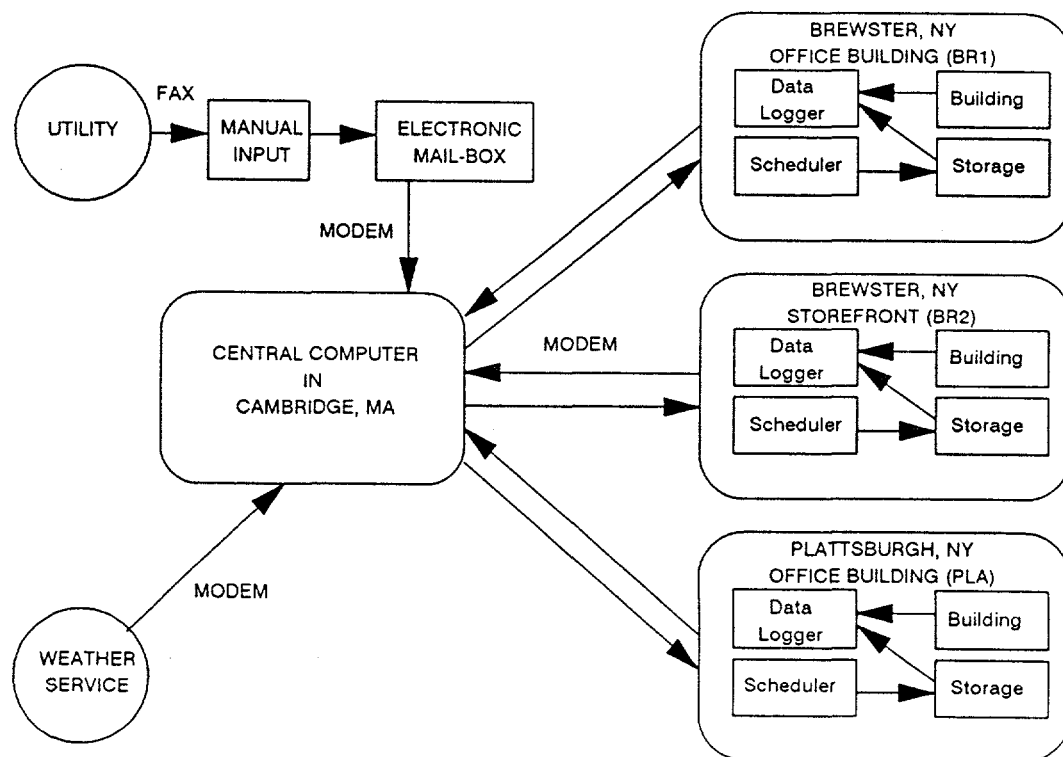 UTILITY
FAX
MANUAL
INPUT
ELECTRONIC
MAIL-BOX
MODEM
CENTRAL COMPUTER
IN
CAMBRIDGE, MA
MODEM
WEATHER
SERVICE
MODEM
BREWSTER, NY
OFFICE BUILDING (BR1)
Data
Logger
Building
Scheduler
Storage
BREWSTER, NY
STOREFRONT (BR2)
Data
Logger
Building
Scheduler
Storage
PLATTSBURGH, NY
OFFICE BUILDING (PLA)
Data
Logger
Building
Scheduler
Storage